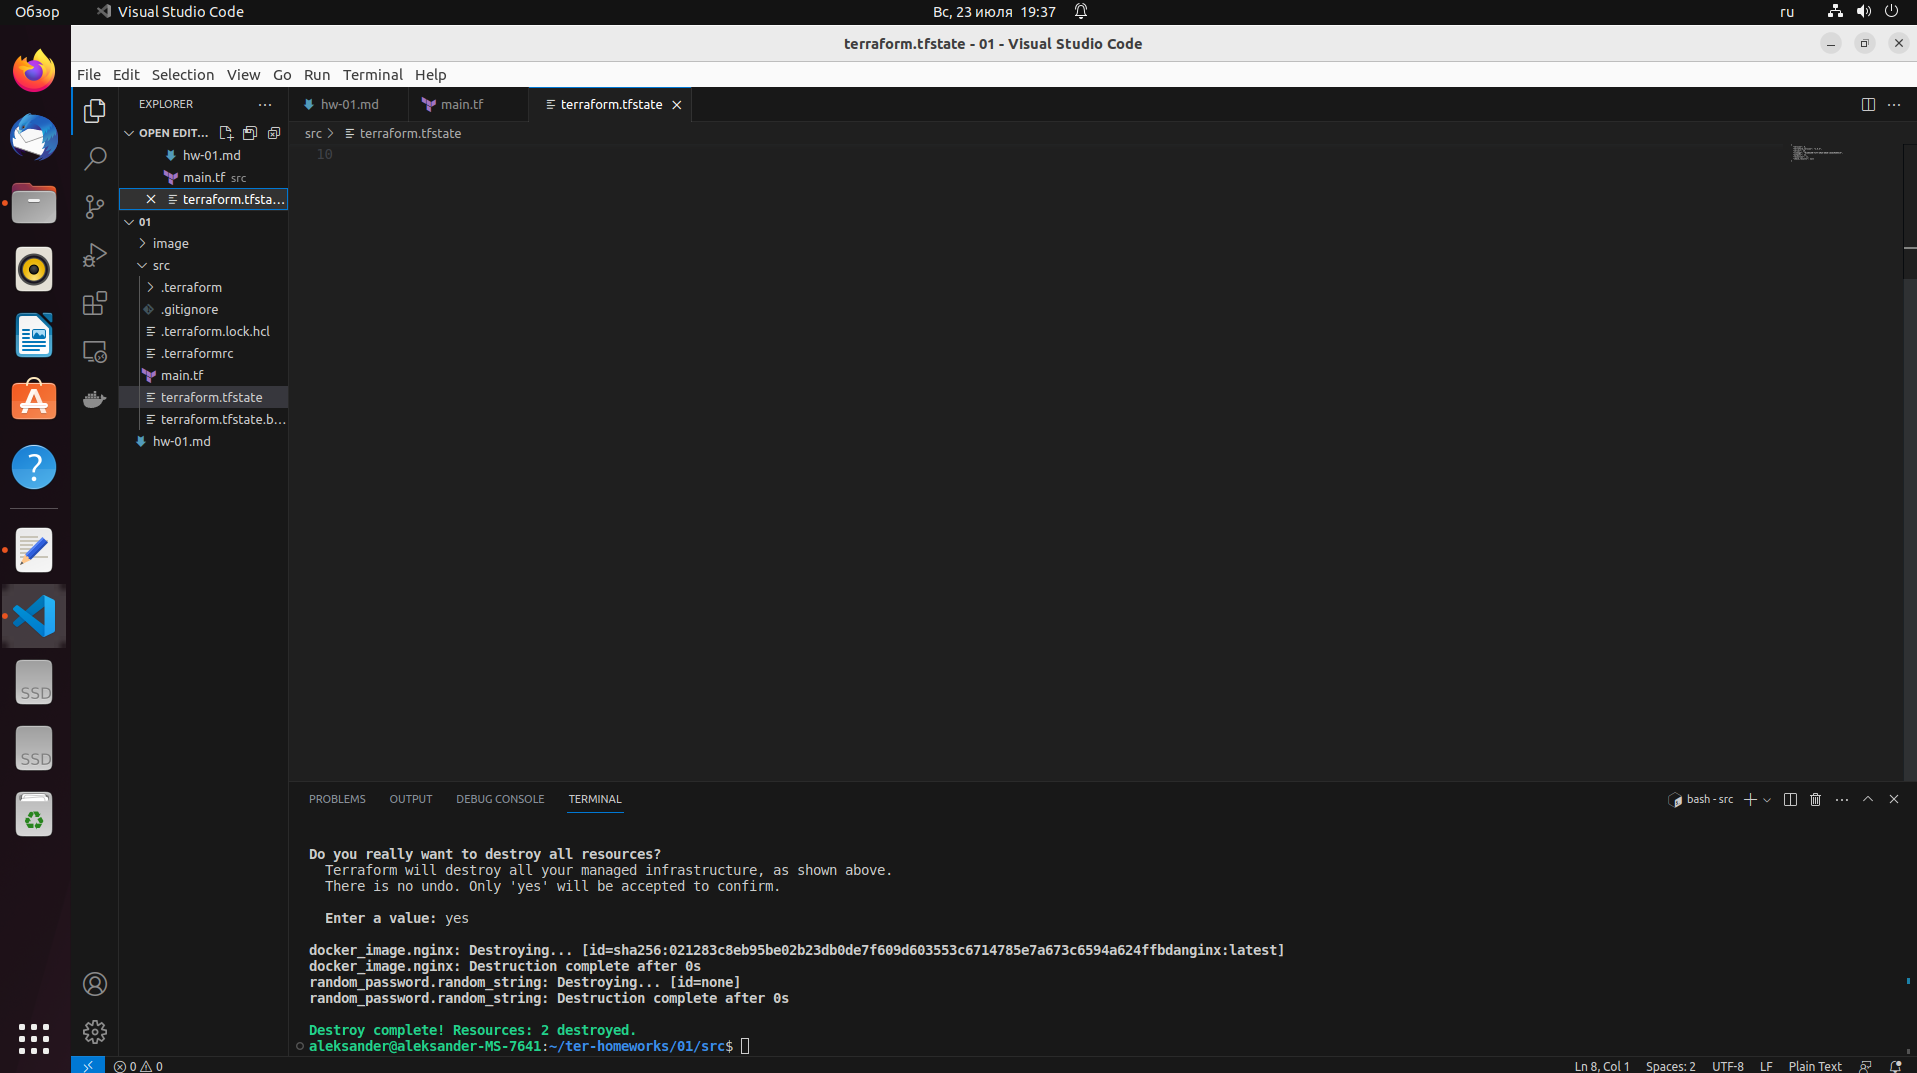 Обзор
Visual Studio Code
Вс, 23 июля 19:37
ru
terraform.tfstate - 01 - Visual Studio Code
File Edit Selection View Go Run Terminal Help
EXPLORER
hw-01.md
main.tf
terraform.tfstate
OPEN EDIT...
src > terraform.tfstate
hw-01.md
10
main.tf src
terraform.tfsta...
01
image
src
.terraform
.gitignore
.terraform.lock.hcl
.terraformrc
main.tf
terraform.tfstate
terraform.tfstate.b...
hw-01.md
SSD
SSD
PROBLEMS OUTPUT DEBUG CONSOLE TERMINAL
bash - src
Do you really want to destroy all resources?
Terraform will destroy all your managed infrastructure, as shown above.
There is no undo. Only 'yes' will be accepted to confirm.
Enter a value: yes
docker_image.nginx: Destroying... [id=sha256:021283c8eb95be02b23db0de7f609d603553c6714785e7a673c6594a624ffbdanginx:latest]
docker_image.nginx: Destruction complete after 0s
random_password.random_string: Destroying... [id=none]
random_password.random_string: Destruction complete after 0s
Destroy complete! Resources: 2 destroyed.
aleksander@aleksander-MS-7641:~/ter-homeworks/01/src$
0 0
Ln 8, Col 1 Spaces: 2 UTF-8 LF Plain Text